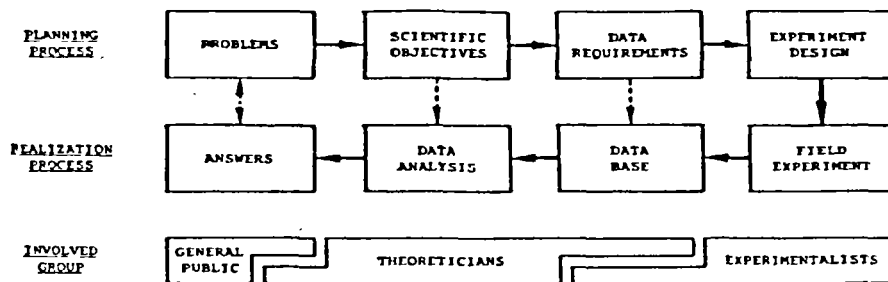 PLANNING
PROCESS
PROBLEMS
SCIENTIFIC
OBJECTIVES
DATA
REQUIREMENTS
EXPERIMENT
DESIGN
REALIZATION
PROCESS
ANSWERS
DATA
ANALYSIS
DATA
BASE
FIELD
EXPERIMENT
INVOLVED
GROUP
GENERAL
PUBLIC
THEORETICIANS
EXPERIMENTALISTS